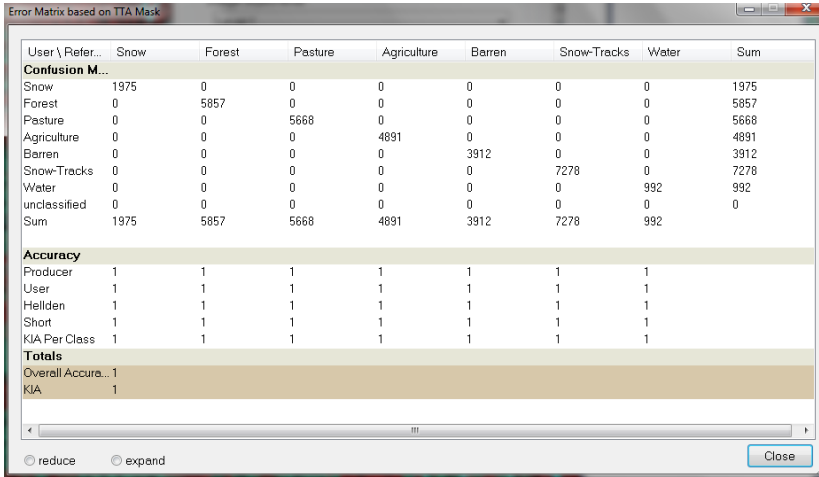 Error Matrix based on TTA Mask
User \ Refer... Snow Forest Pasture Agriculture Barren Snow-Tracks Water Sum
Confusion M...
Snow 1975 0 0 0 0 0 0 1975
Forest 0 5857 0 0 0 0 0 5857
Pasture 0 0 5668 0 0 0 0 5668
Agriculture 0 0 0 4891 0 0 0 4891
Barren 0 0 0 0 3912 0 0 3912
Snow-Tracks 0 0 0 0 0 7278 0 7278
Water 0 0 0 0 0 0 992 992
unclassified 0 0 0 0 0 0 0 0
Sum 1975 5857 5668 4891 3912 7278 992
Accuracy
Producer 1 1 1 1 1 1 1
User 1 1 1 1 1 1 1
Hellden 1 1 1 1 1 1 1
Short 1 1 1 1 1 1 1
KIA Per Class 1 1 1 1 1 1 1
Totals
Overall Accura... 1
KIA 1
reduce expand Close